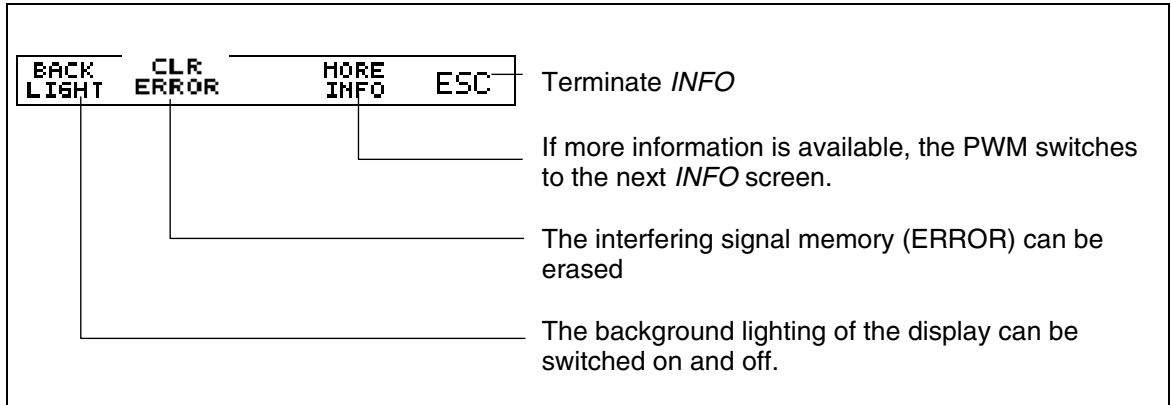 BACK LIGHT
CLR ERROR
MORE INFO
ESC
Terminate INFO
If more information is available, the PWM switches
to the next INFO screen.
The interfering signal memory (ERROR) can be
erased
The background lighting of the display can be
switched on and off.